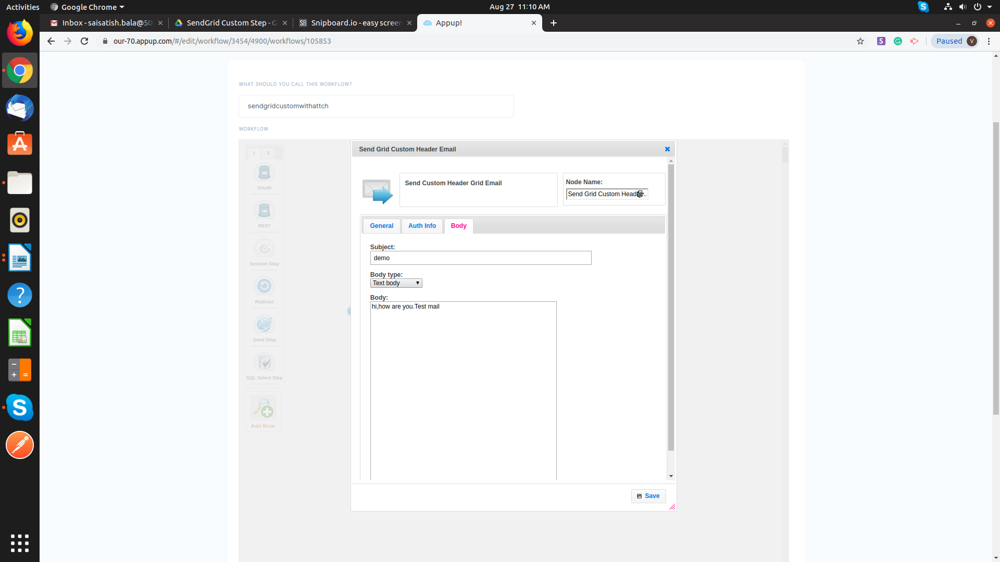 Activities
Google Chrome
Aug 27 11:10 AM
Inbox - saisatish.bala@50
SendGrid Custom Step - G
SB
Snipboard.io - easy screen
Appup!
our-70.appup.com/#/edit/workflow/3454/4900/workflows/105853
S
Paused
V
WHAT SHOULD YOU CALL THIS WORKFLOW?
sendgridcustomwithattch
WORKFLOW
1
2
OAuth
REST
Session Step
Redirect
Send Step
SQL Select Step
Add More
Send Grid Custom Header Email
Send Custom Header Grid Email
Node Name:
Send Grid Custom Header..
General
Auth Info
Body
Subject:
demo
Body type:
Text body
Body:
hi,how are you.Test mail
Save